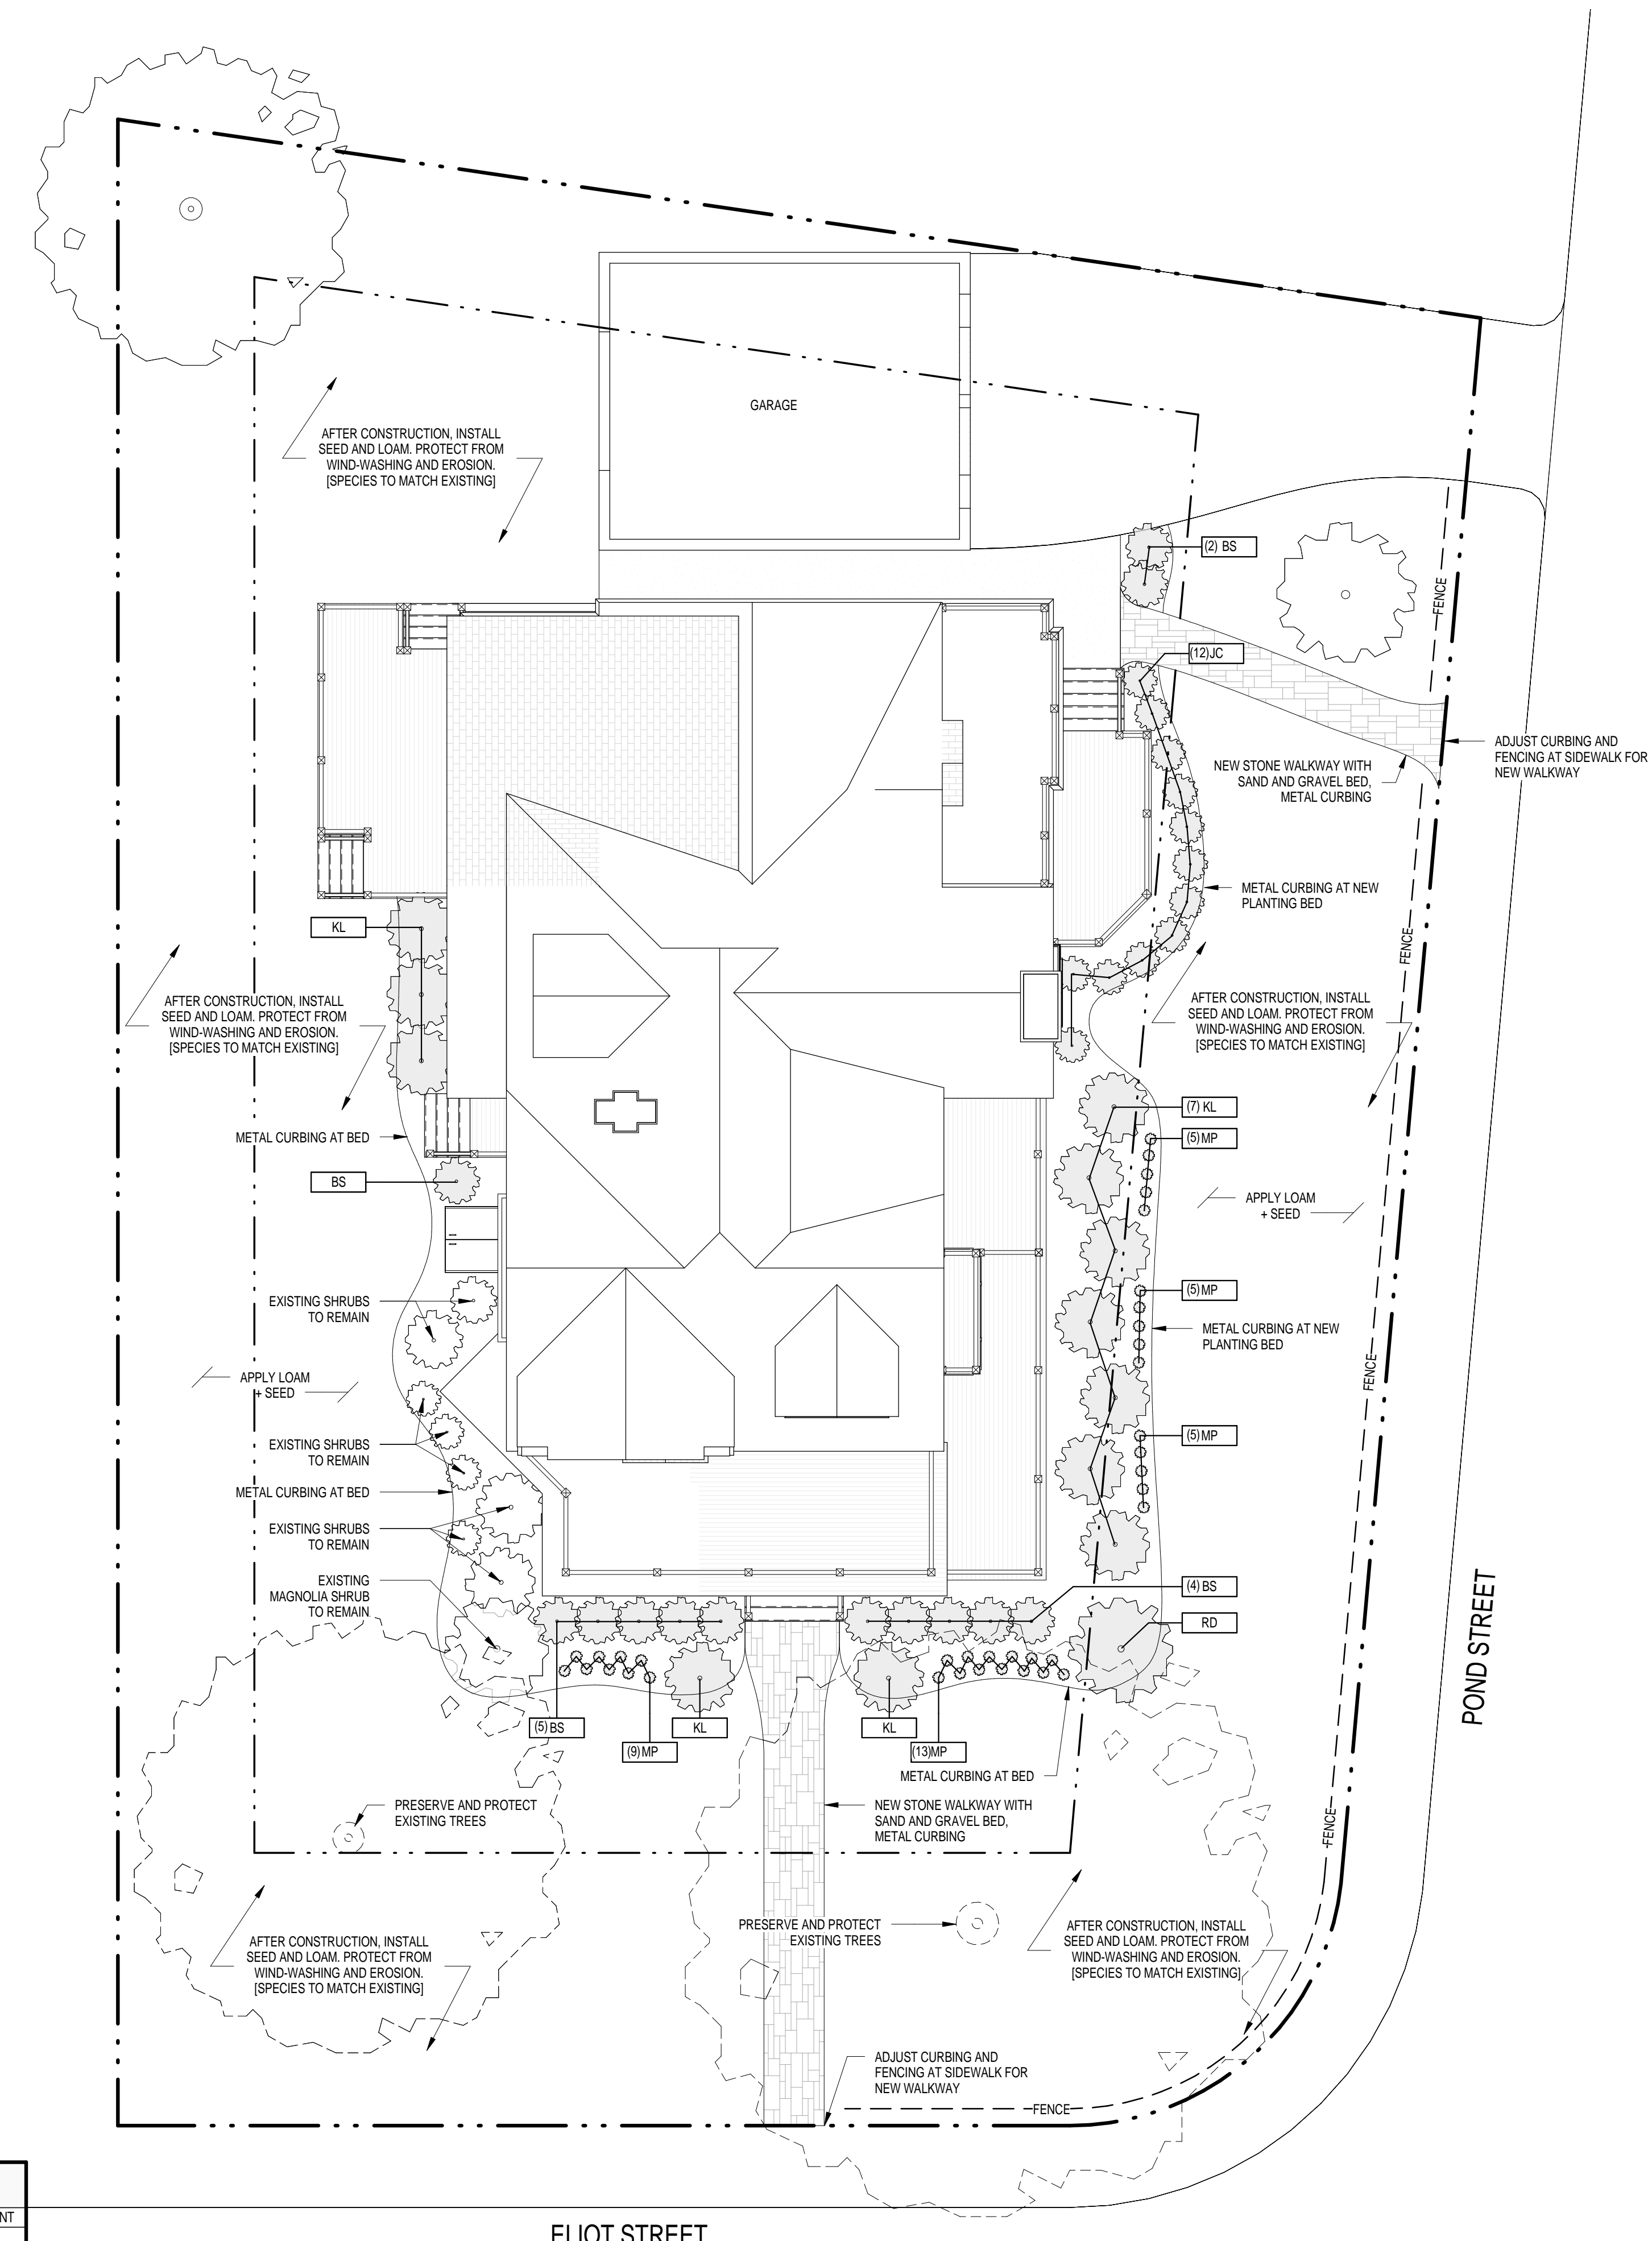 GARAGE
AFTER CONSTRUCTION, INSTALL
SEED AND LOAM. PROTECT FROM
WIND-WASHING AND EROSION.
[SPECIES TO MATCH EXISTING]
(2) BS
FENCE
(12)JC
ADJUST CURBING AND
FENCING AT SIDEWALK FOR
NEW WALKWAY
NEW STONE WALKWAY WITH
SAND AND GRAVEL BED,
METAL CURBING
METAL CURBING AT NEW
PLANTING BED
KL
FENCE
AFTER CONSTRUCTION, INSTALL
SEED AND LOAM. PROTECT FROM
WIND-WASHING AND EROSION.
[SPECIES TO MATCH EXISTING]
AFTER CONSTRUCTION, INSTALL
SEED AND LOAM. PROTECT FROM
WIND-WASHING AND EROSION.
[SPECIES TO MATCH EXISTING]
(7) KL
METAL CURBING AT BED
(5) MP
BS
APPLY LOAM
+ SEED
EXISTING SHRUBS
TO REMAIN
(5) MP
METAL CURBING AT NEW
PLANTING BED
FENCE
APPLY LOAM
+ SEED
EXISTING SHRUBS
TO REMAIN
(5) MP
METAL CURBING AT BED
EXISTING SHRUBS
TO REMAIN
EXISTING
MAGNOLIA SHRUB
TO REMAIN
(4) BS
RD
POND STREET
(5) BS
KL
KL
(9) MP
(13)MP
METAL CURBING AT BED
PRESERVE AND PROTECT
EXISTING TREES
NEW STONE WALKWAY WITH
SAND AND GRAVEL BED,
METAL CURBING
FENCE
PRESERVE AND PROTECT
EXISTING TREES
AFTER CONSTRUCTION, INSTALL
SEED AND LOAM. PROTECT FROM
WIND-WASHING AND EROSION.
[SPECIES TO MATCH EXISTING]
AFTER CONSTRUCTION, INSTALL
SEED AND LOAM. PROTECT FROM
WIND-WASHING AND EROSION.
[SPECIES TO MATCH EXISTING]
ADJUST CURBING AND
FENCING AT SIDEWALK FOR
NEW WALKWAY
FENCE
NT
ELIOT STREET